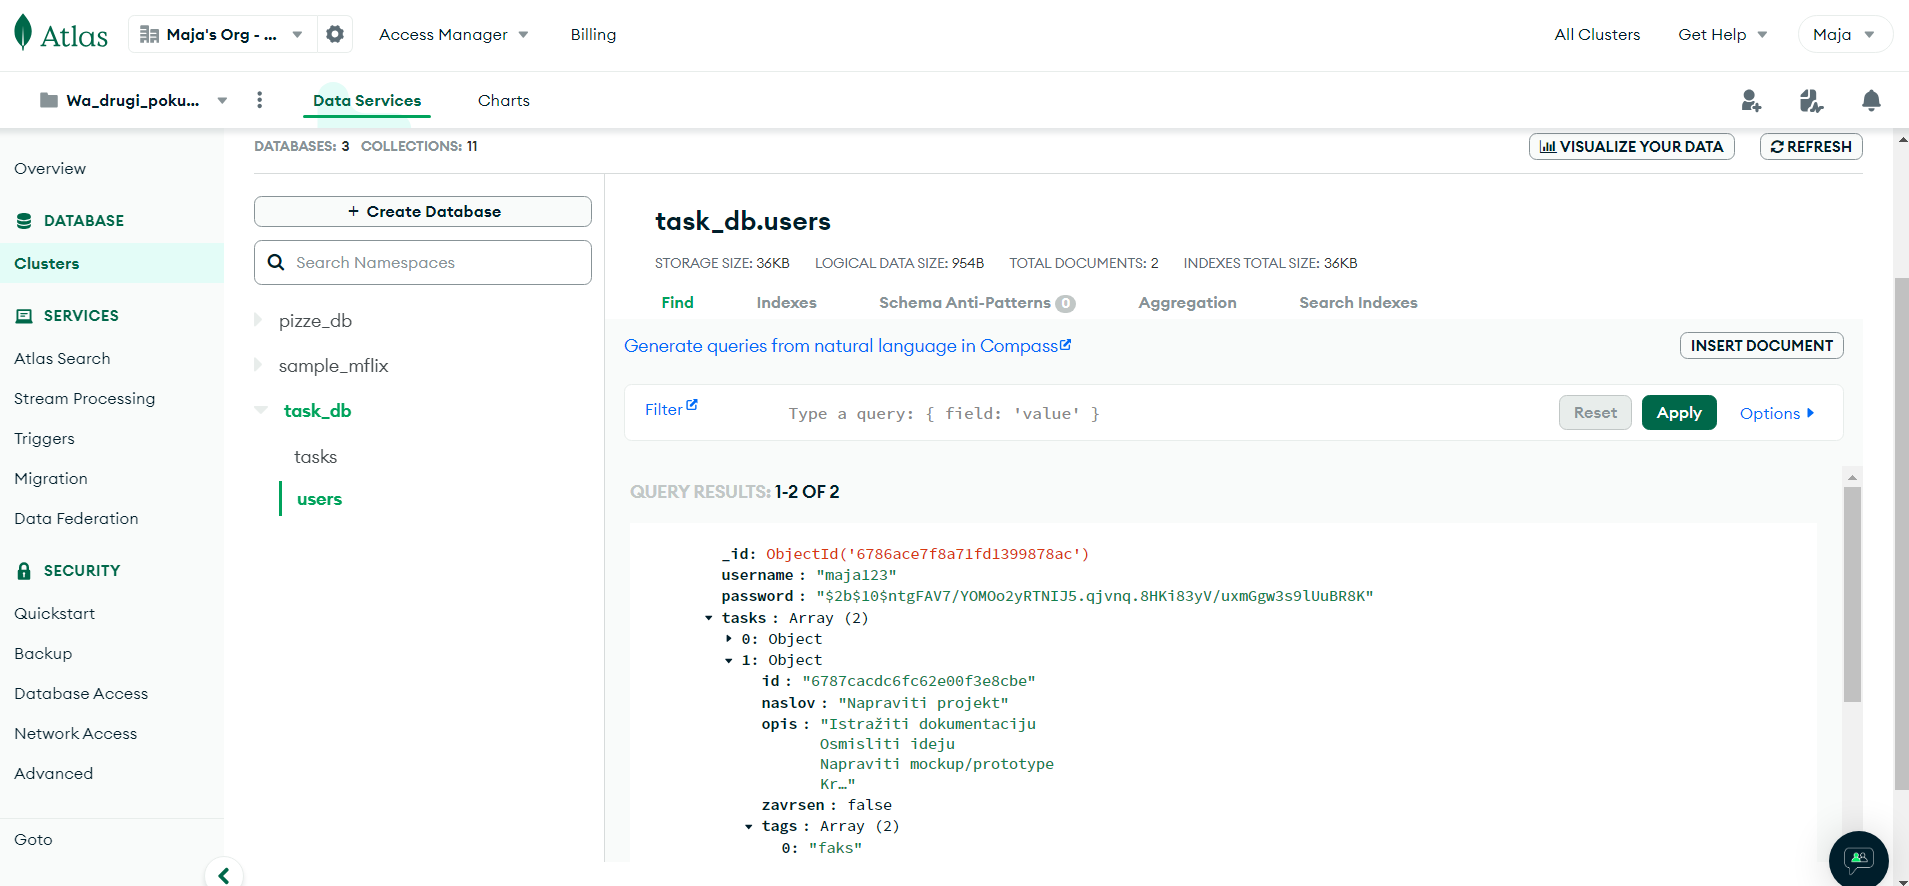 Atlas
Maja's Org - ...
Access Manager
Billing
All Clusters
Get Help
Maja
Wa_drugi_poku...
Data Services
Charts
DATABASES: 3 COLLECTIONS: 11
VISUALIZE YOUR DATA
REFRESH
Overview
DATABASE
Clusters
SERVICES
Atlas Search
Stream Processing
Triggers
Migration
Data Federation
SECURITY
Quickstart
Backup
Database Access
Network Access
Advanced
Goto
+ Create Database
Search Namespaces
pizze_db
sample_mflix
task_db
tasks
users
task_db.users
STORAGE SIZE: 36KB LOGICAL DATA SIZE: 954B TOTAL DOCUMENTS: 2 INDEXES TOTAL SIZE: 36KB
Find Indexes Schema Anti-Patterns 0 Aggregation Search Indexes
Generate queries from natural language in Compass
INSERT DOCUMENT
Filter
Type a query: { field: 'value' }
Reset
Apply
Options
QUERY RESULTS: 1-2 OF 2
_id: ObjectId('6786ace7f8a71fd1399878ac')
username : "maja123"
password : "$2b$10$ntgFAV7/YOMOo2yRTNIJ5.qjvnq.8HKi83yV/uxmGgw3s9lUuBR8K"
tasks : Array (2)
0: Object
1: Object
id : "6787cacdc6fc62e00f3e8cbe"
naslov : "Napraviti projekt"
opis : "Istražiti dokumentaciju
Osmisliti ideju
Napraviti mockup/prototype
Kr…"
zavrsen : false
tags : Array (2)
0: "faks"